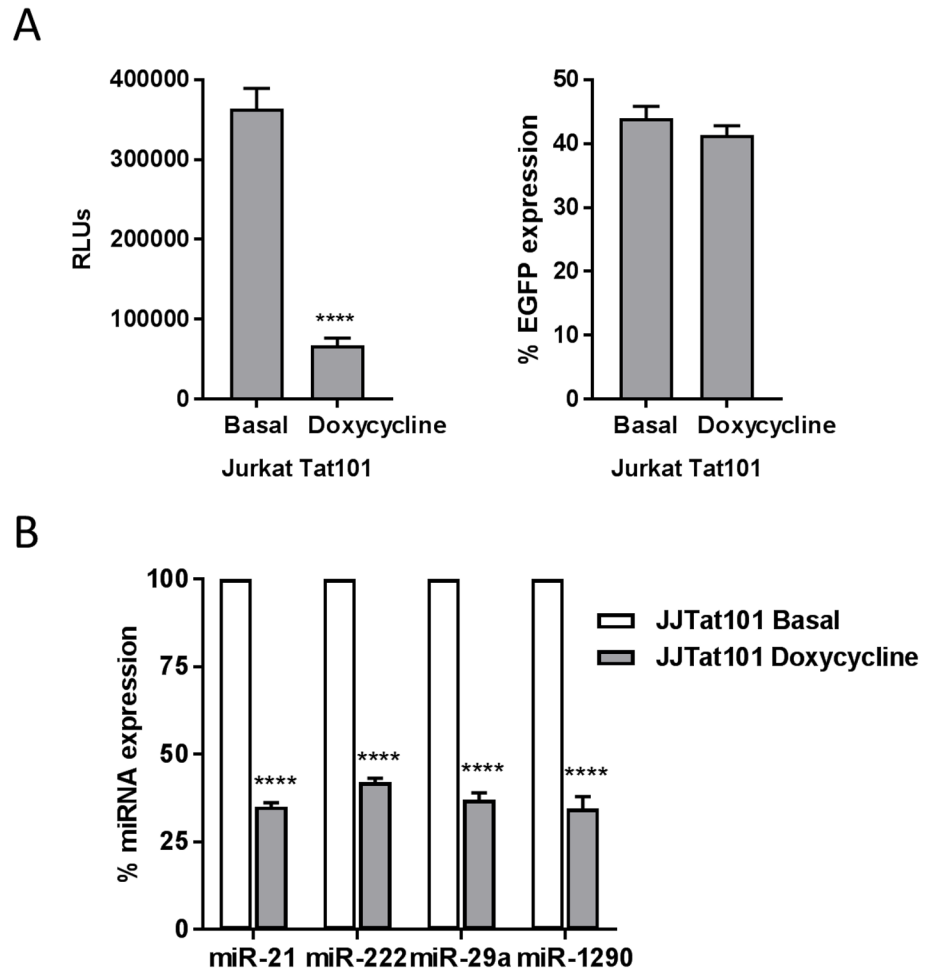 A
400000
300000
200000
100000
0
RLUs
****
Basal Doxycycline
Jurkat Tat101
50
40
30
20
10
0
% EGFP expression
Basal Doxycycline
Jurkat Tat101
B
100
75
50
25
0
% miRNA expression
**** **** **** ****
miR-21 miR-222 miR-29a miR-1290
JJTat101 Basal
JJTat101 Doxycycline